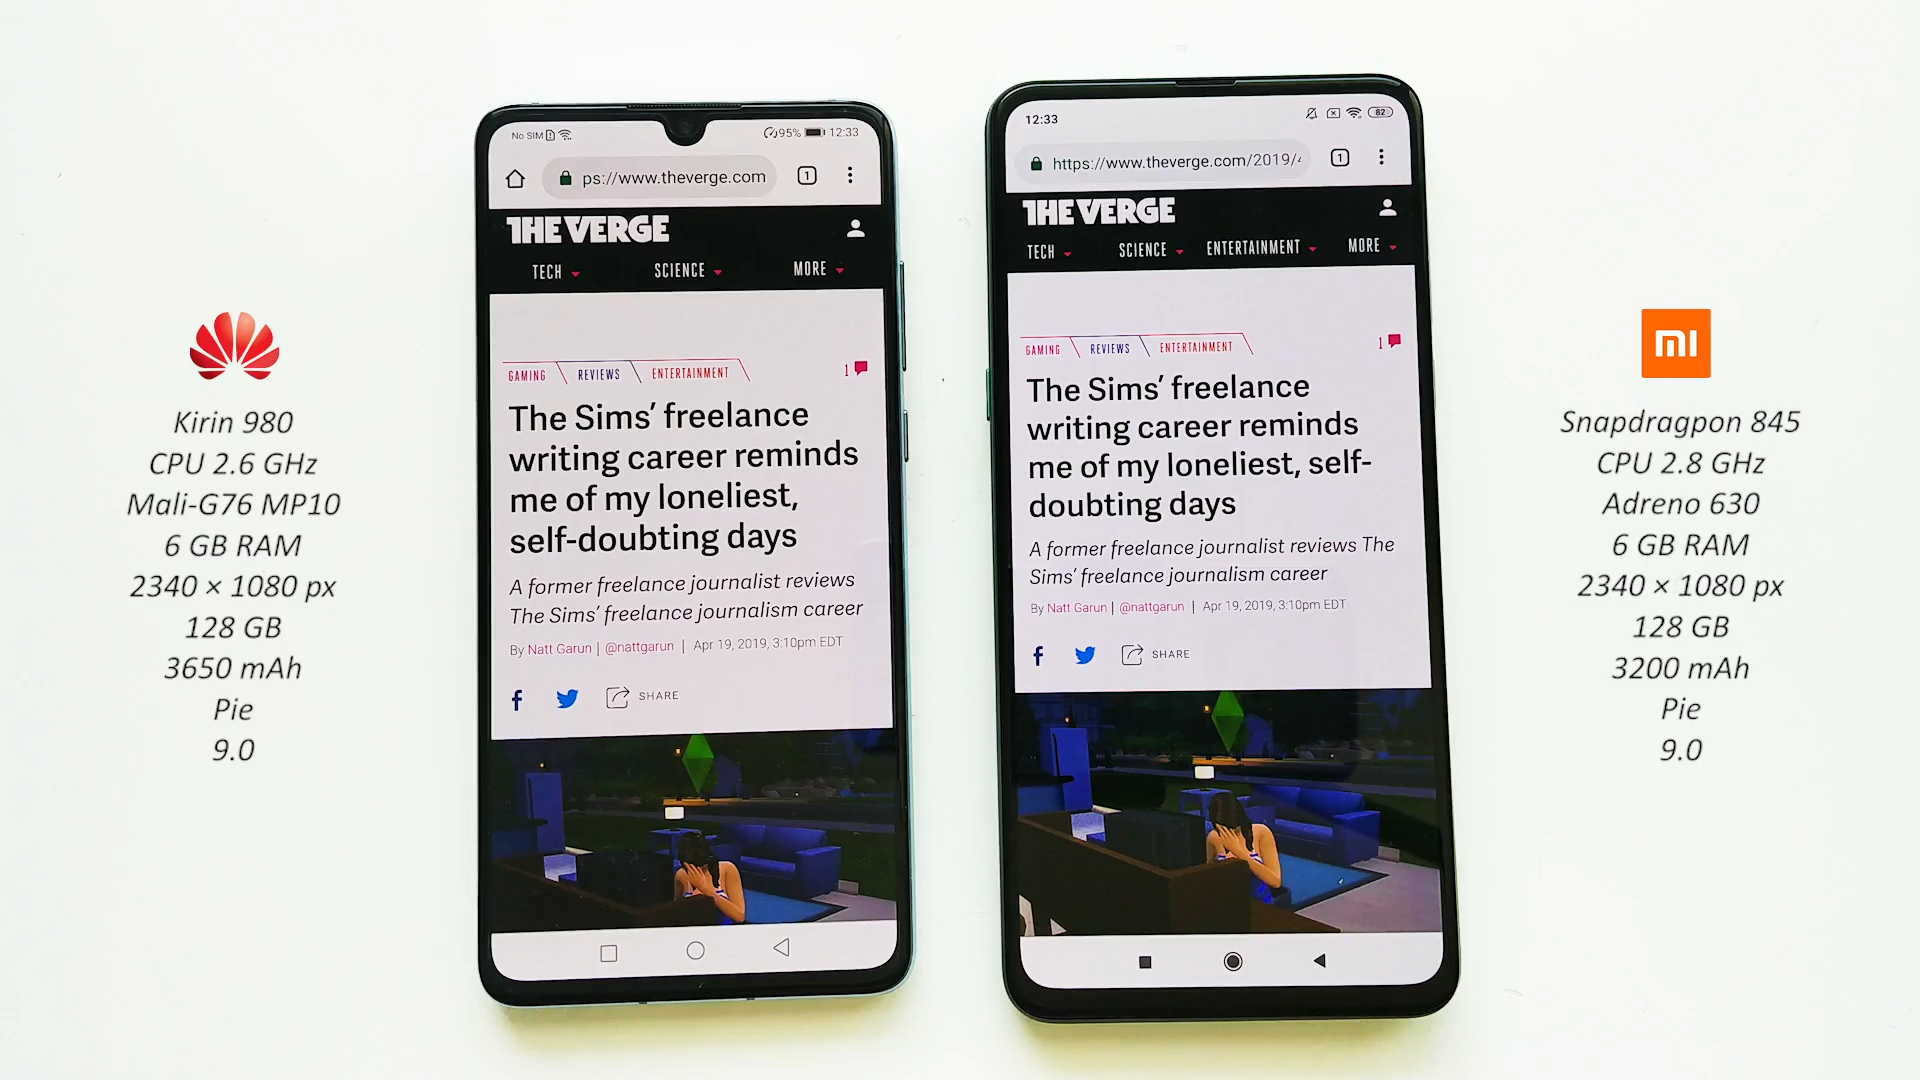 Kirin 980
CPU 2.6 GHz
Mali-G76 MP10
6 GB RAM
2340 × 1080 px
128 GB
3650 mAh
Pie
9.0
No SIM
95%
12:33
ps://www.theverge.com
1
THE VERGE
TECH
SCIENCE
MORE
GAMING
REVIEWS
ENTERTAINMENT
1
The Sims’ freelance
writing career reminds
me of my loneliest,
self-doubting days
A former freelance journalist reviews
The Sims’ freelance journalism career
By Natt Garun | @nattgarun | Apr 19, 2019, 3:10pm EDT
SHARE
12:33
82
https://www.theverge.com/2019/4
1
THE VERGE
TECH
SCIENCE
ENTERTAINMENT
MORE
GAMING
REVIEWS
ENTERTAINMENT
1
The Sims’ freelance
writing career reminds
me of my loneliest, self-
doubting days
A former freelance journalist reviews The
Sims’ freelance journalism career
By Natt Garun | @nattgarun | Apr 19, 2019, 3:10pm EDT
SHARE
mi
Snapdragpon 845
CPU 2.8 GHz
Adreno 630
6 GB RAM
2340 × 1080 px
128 GB
3200 mAh
Pie
9.0